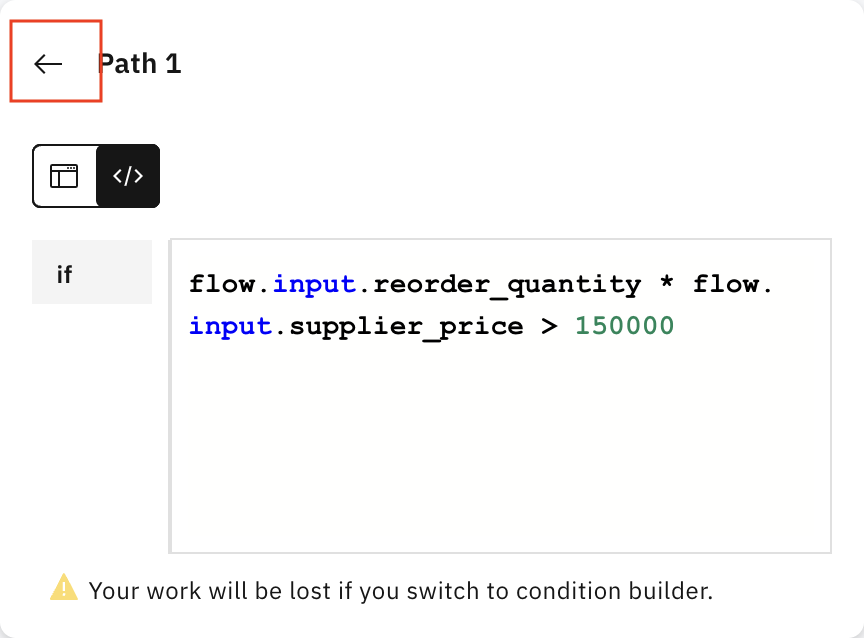 Path 1
</>
if
flow.input.reorder_quantity * flow.
input.supplier_price > 150000
Your work will be lost if you switch to condition builder.